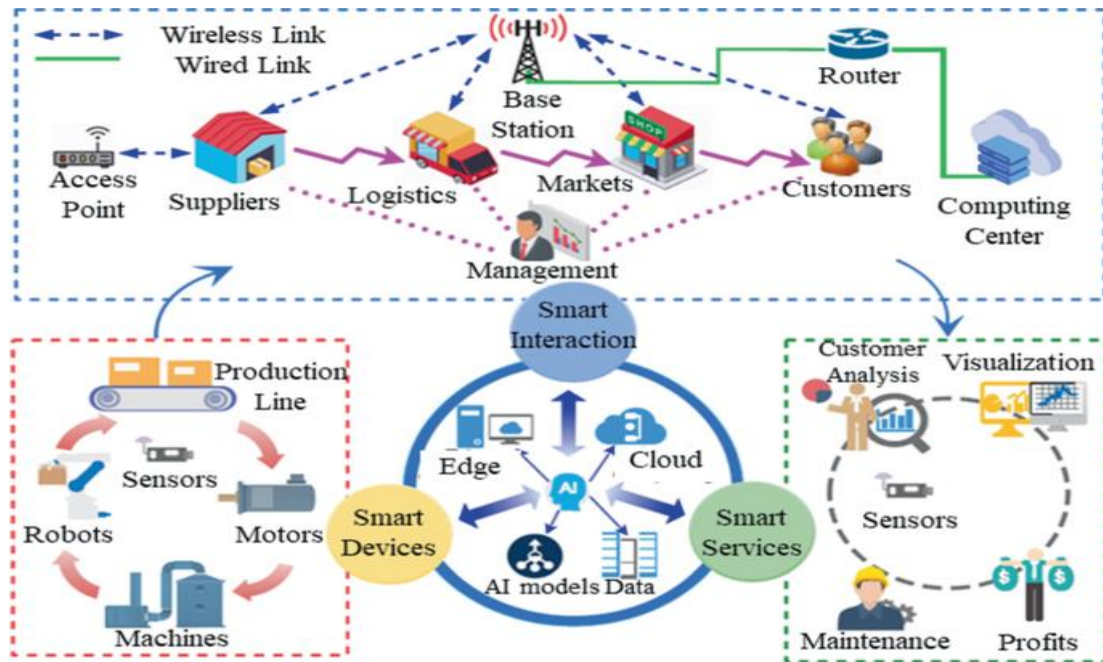 Wireless Link
Wired Link
Base
Station
Router
SHOP
Access
Point
Suppliers
Logistics
Markets
Customers
Computing
Center
Management
Smart
Interaction
Production
Line
Sensors
Robots
Motors
Machines
Edge
Cloud
AI
Smart
Devices
Smart
Services
AI models
Data
Customer
Analysis
Visualization
Sensors
$
$
Maintenance
Profits